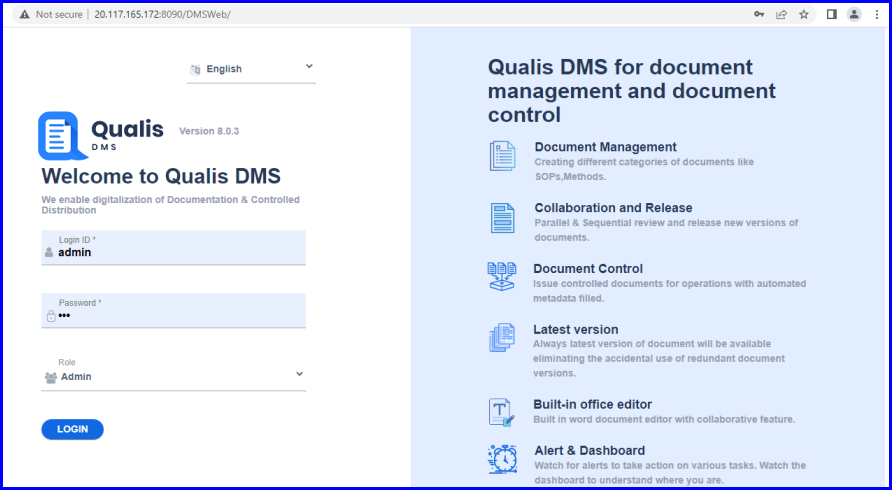 Not secure | 20.117.165.172:8090/DMSWeb/
English
Qualis
DMS
Version 8.0.3
Welcome to Qualis DMS
We enable digitalization of Documentation & Controlled
Distribution
Login ID *
admin
Password *
•••
Role
Admin
LOGIN
Qualis DMS for document
management and document
control
Document Management
Creating different categories of documents like
SOPs,Methods.
Collaboration and Release
Parallel & Sequential review and release new versions of
documents.
Document Control
Issue controlled documents for operations with automated
metadata filled.
Latest version
Always latest version of document will be available
eliminating the accidental use of redundant document
versions.
Built-in office editor
Built in word document editor with collaborative feature.
Alert & Dashboard
Watch for alerts to take action on various tasks. Watch the
dashboard to understand where you are.